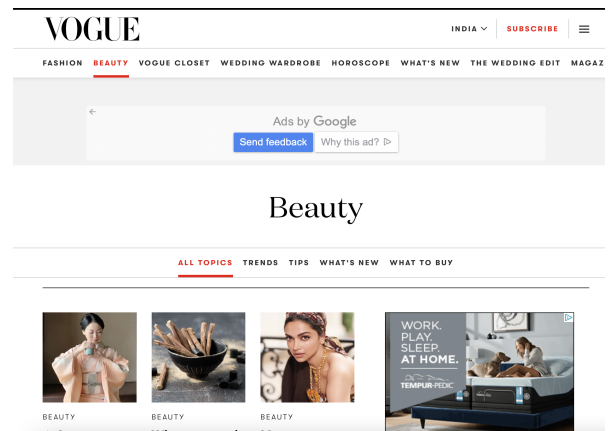 VOGUE
INDIA
SUBSCRIBE
FASHION BEAUTY VOGUE CLOSET WEDDING WARDROBE HOROSCOPE WHAT'S NEW THE WEDDING EDIT MAGAZ
Ads by Google
Send feedback Why this ad?
Beauty
ALL TOPICS TRENDS TIPS WHAT'S NEW WHAT TO BUY
WORK.
PLAY.
SLEEP.
AT HOME.
TEMPUR-PEDIC
BEAUTY BEAUTY BEAUTY